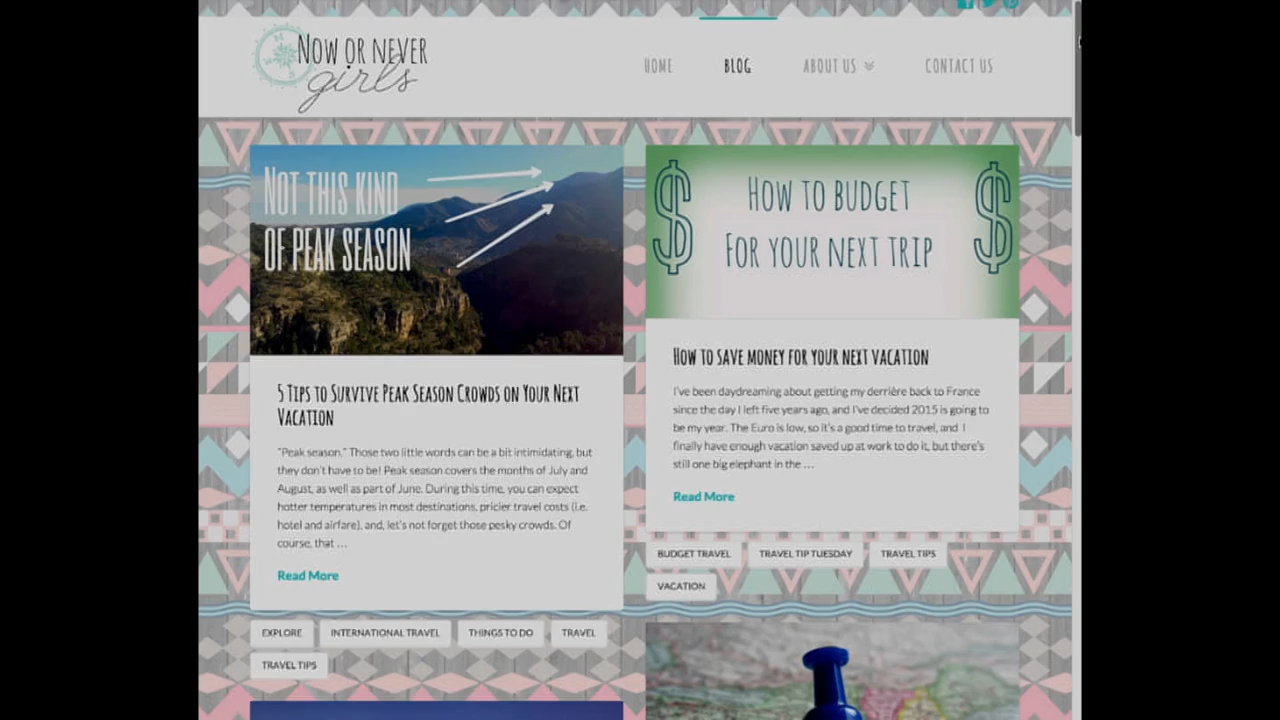 Now or never
girls
HOME
BLOG
ABOUT US
CONTACT US
Not this kind
of peak season
5 Tips to Survive Peak Season Crowds on Your Next
Vacation
"Peak season." Those two little words can be a bit intimidating, but
they don't have to be! Peak season covers the months of July and
August, as well as part of June. During this time, you can expect
hotter temperatures in most destinations, pricier travel costs (i.e.
hotel and airfare), and, let's not forget those pesky crowds. Of
course, that ...
Read More
EXPLORE
INTERNATIONAL TRAVEL
THINGS TO DO
TRAVEL
TRAVEL TIPS
How to budget
For your next trip
How to save money for your next vacation
I've been daydreaming about getting my derrière back to France
since the day I left five years ago, and I've decided 2015 is going to
be my year. The Euro is low, so it's a good time to travel, and I
finally have enough vacation saved up at work to do it, but there's
still one big elephant in the ...
Read More
BUDGET TRAVEL
TRAVEL TIP TUESDAY
TRAVEL TIPS
VACATION